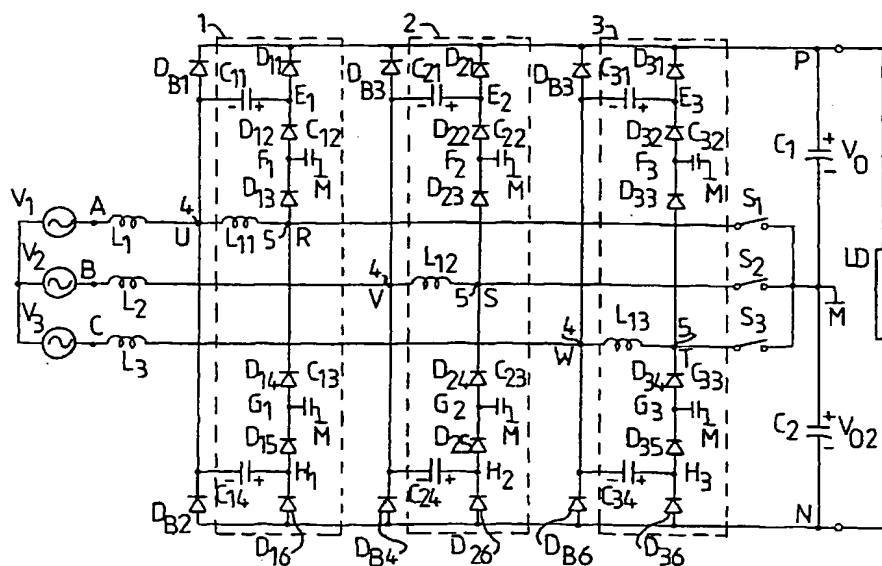 1 2 3
D11 D21 D31 P
DB1 C11 DB3 C21 DB3 C31
- + E1 - + E2 - + E3
D12 C12 D22 C22 D32 C32 C1 + VO -
F1 M F2 M F3 M
D13 D23 D33
V1 A L1 4 U L11 5 R S1
V2 B L2 4 V L12 5 S S2 M LD
V3 C L3 4 W L13 5 T S3
D14 C13 D24 C23 D34 C33
G1 M G2 M G3 M
D15 D25 D35 C2 + VO2 -
- + H1 - + H2 - + H3
C14 C24 C34
DB2 D16 DB4 D26 DB6 D36 N